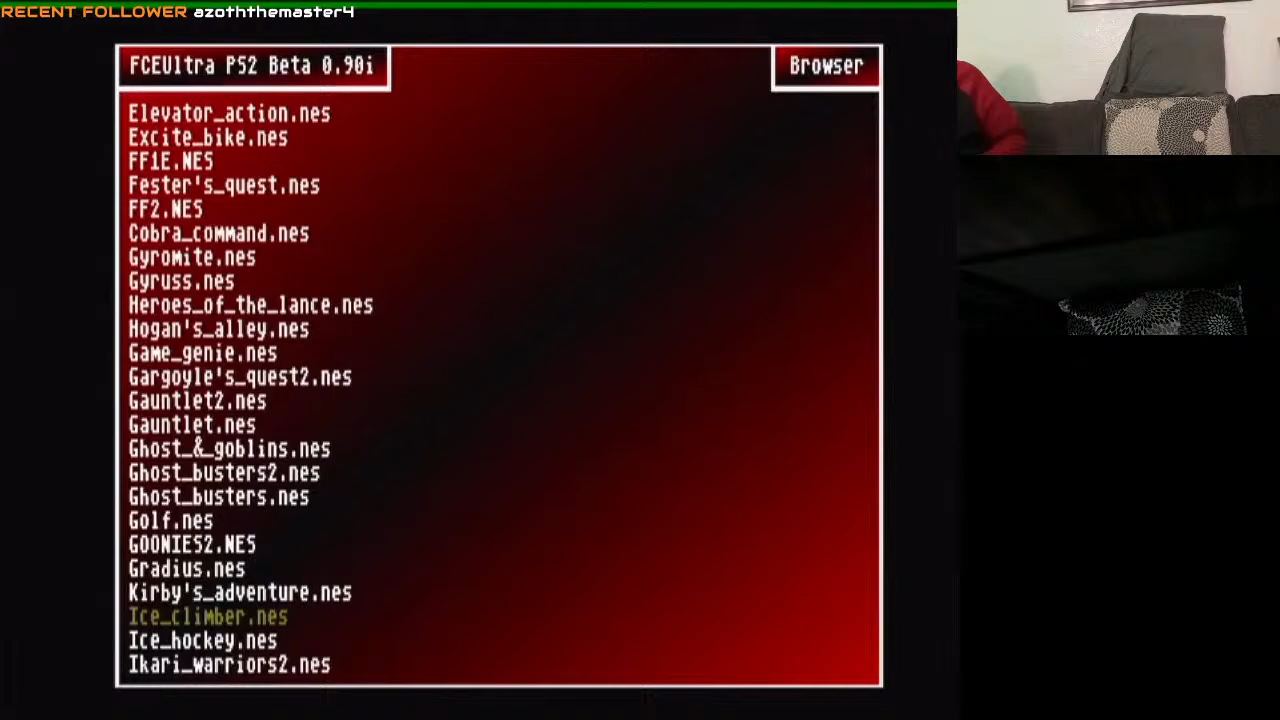 RECENT FOLLOWER azoththemaster4
FCEUltra PS2 Beta 0.90i
Browser
Elevator_action.nes
Excite_bike.nes
FF1E.NES
Fester's_quest.nes
FF2.NES
Cobra_command.nes
Gyromite.nes
Gyruss.nes
Heroes_of_the_lance.nes
Hogan's_alley.nes
Game_genie.nes
Gargoyle's_quest2.nes
Gauntlet2.nes
Gauntlet.nes
Ghost_&_goblins.nes
Ghost_busters2.nes
Ghost_busters.nes
Golf.nes
GOONIES2.NES
Gradius.nes
Kirby's_adventure.nes
Ice_climber.nes
Ice_hockey.nes
Ikari_warriors2.nes